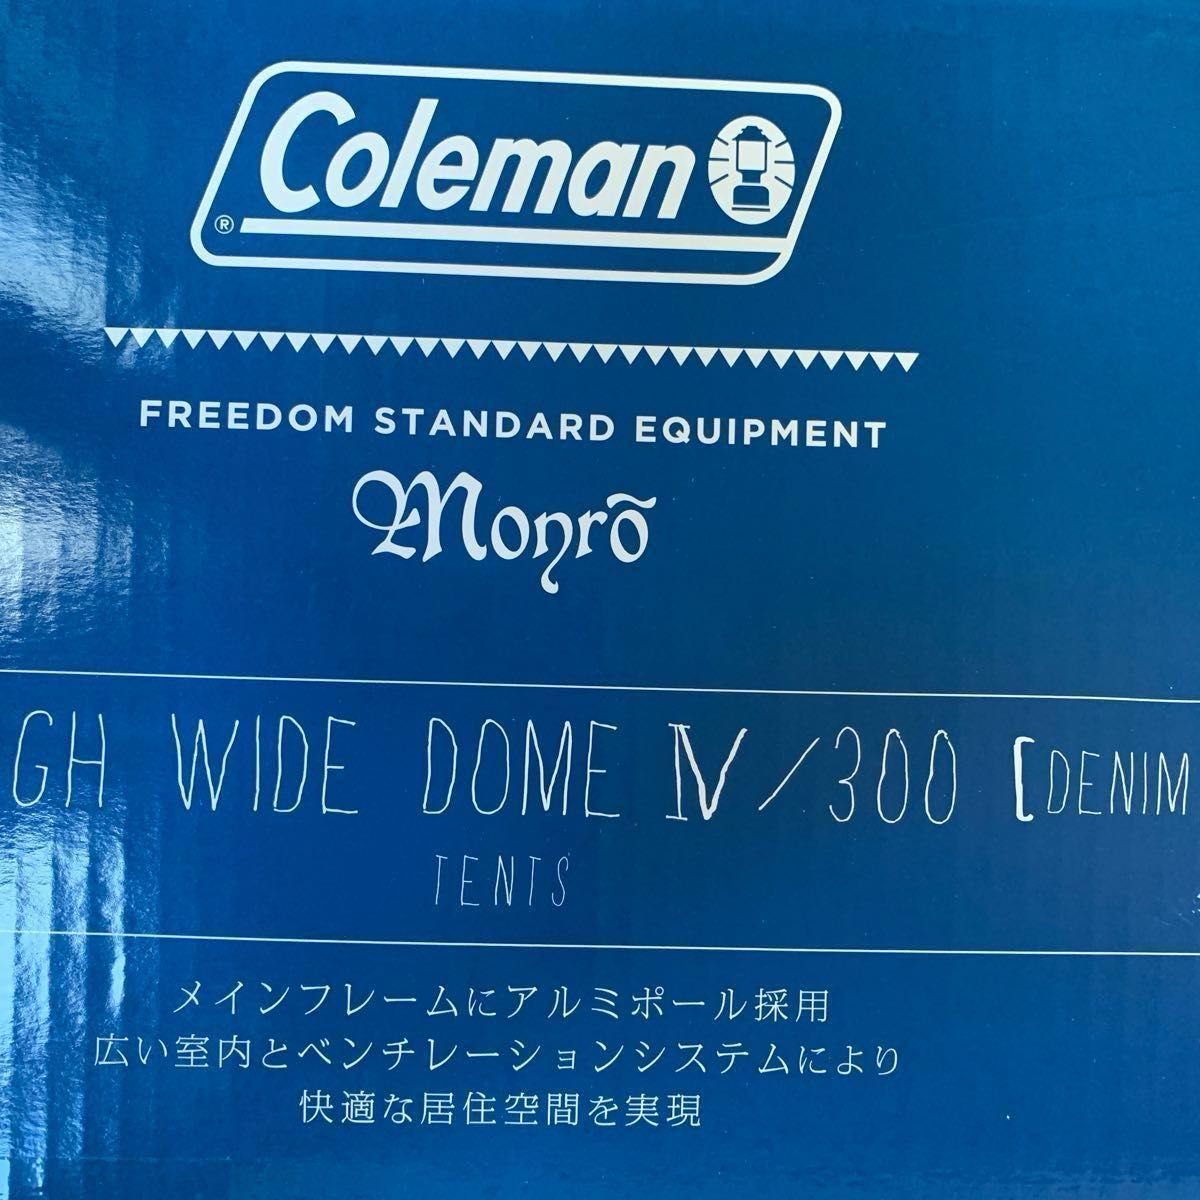 Coleman
®
FREEDOM STANDARD EQUIPMENT
Monrō
GH WIDE DOME Ⅳ/300 [DENIM
TENTS
メインフレームにアルミポール採用
広い室内とベンチレーションシステムにより
快適な居住空間を実現